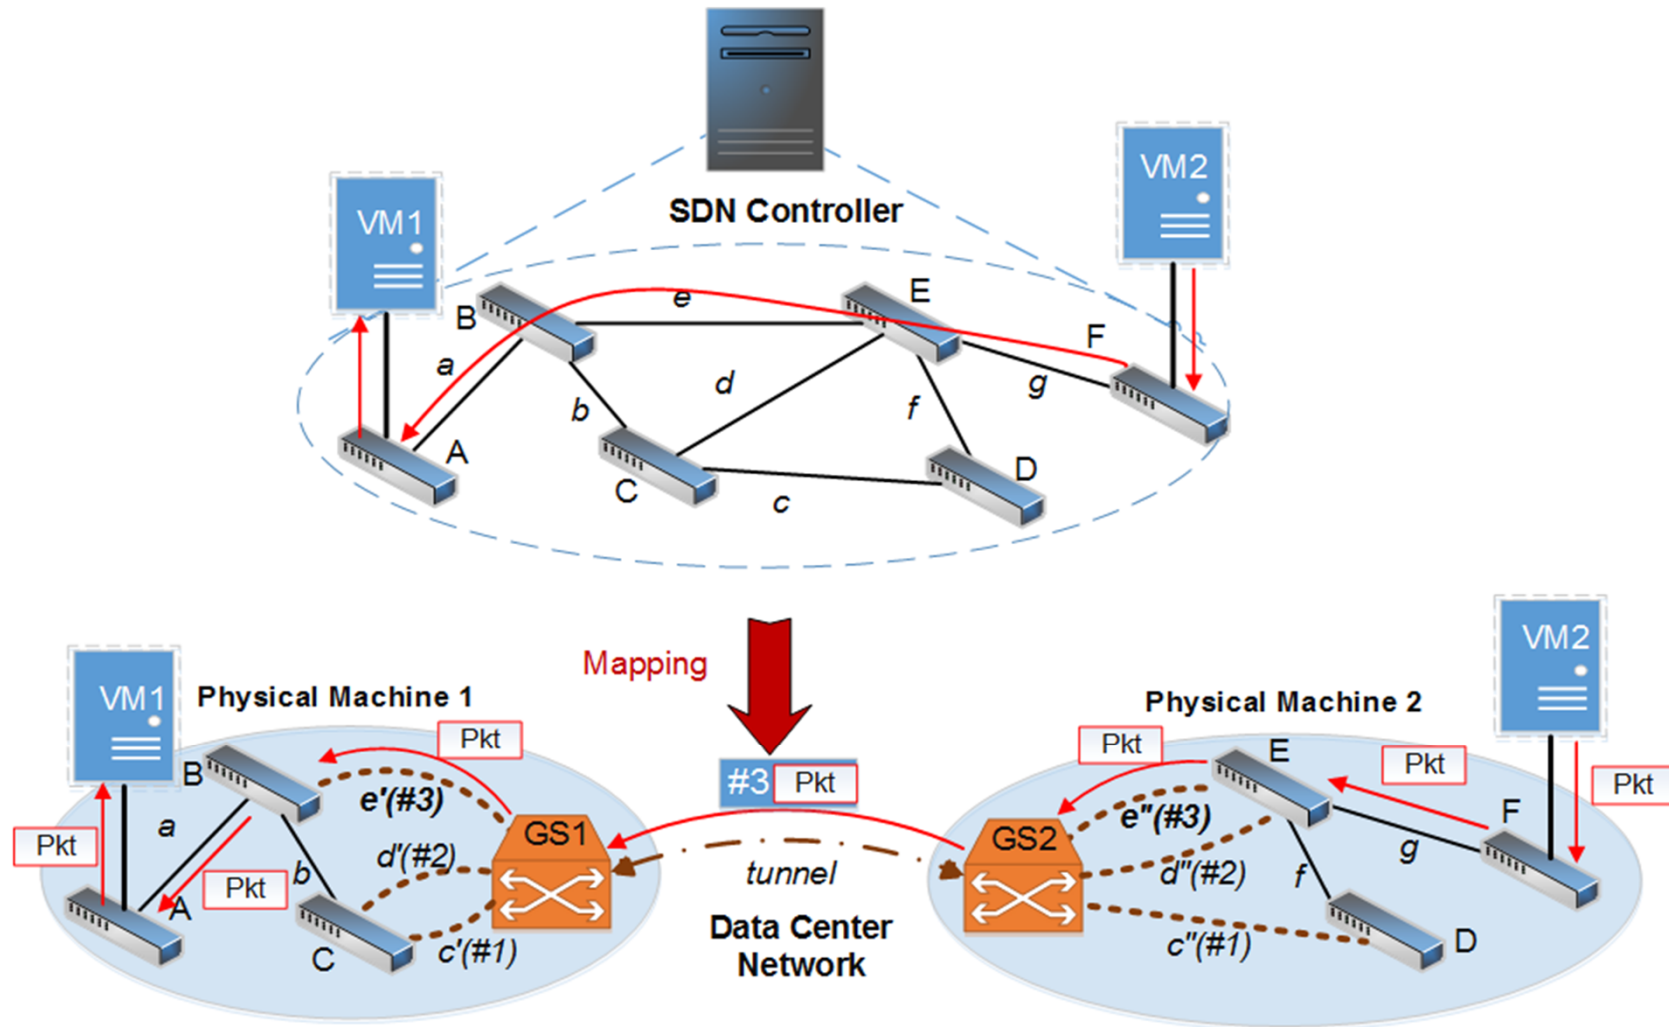 SDN Controller
VM1
VM2
B
e
E
F
a
d
g
b
f
A
C
c
D
Mapping
VM1
Physical Machine 1
Physical Machine 2
VM2
Pkt
Pkt
#3 Pkt
Pkt
Pkt
B
e'(#3)
E
e"(#3)
F
a
GS1
GS2
g
Pkt
d'(#2)
tunnel
d"(#2)
f
b
Pkt
A
C
c'(#1)
Data Center
Network
c"(#1)
D